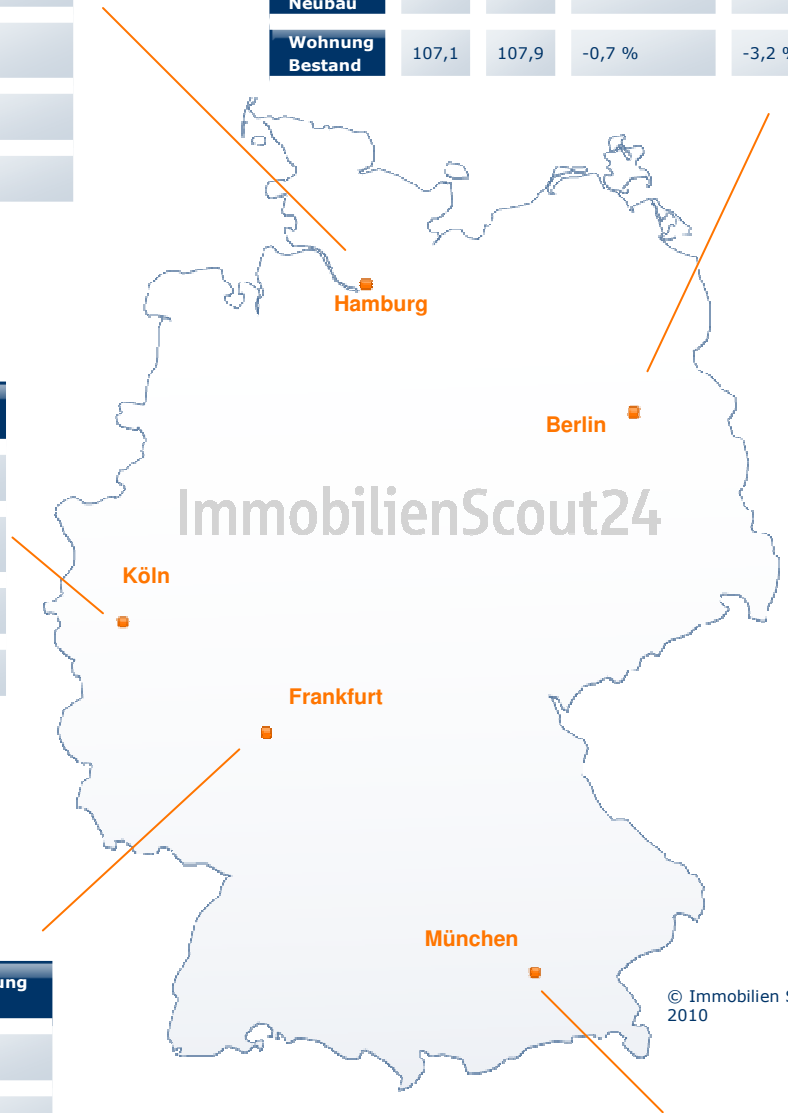 Neubau
Wohnung
Bestand
107,1
107,9
-0,7 %
-3,2 %
Hamburg
Berlin
ImmobilienScout24
Köln
Frankfurt
München
© Immobilien S
2010